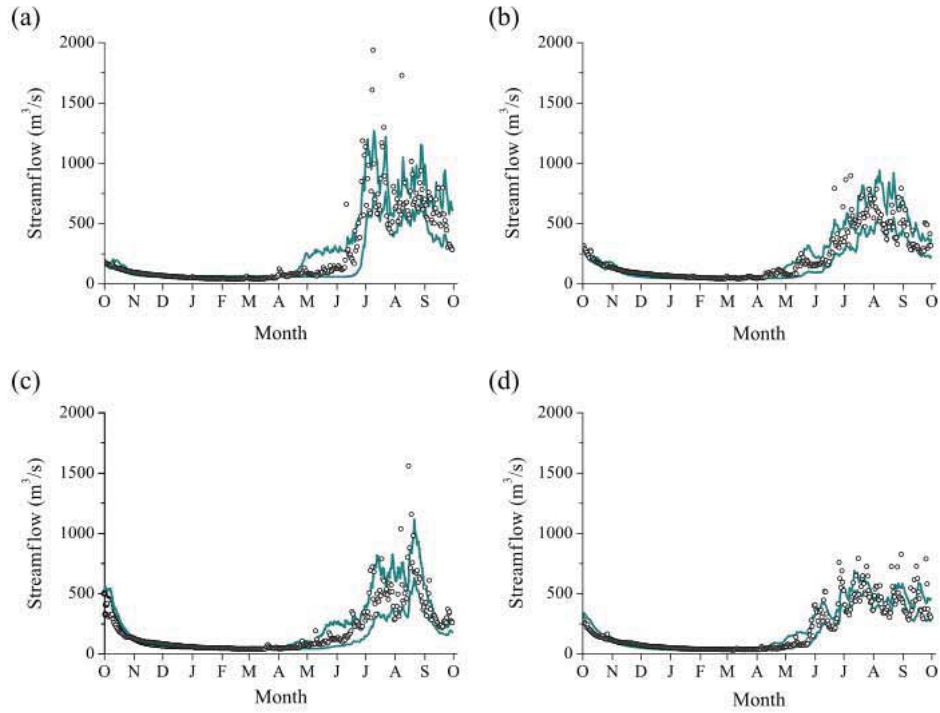 (a)
2000
1500
1000
500
0
Streamflow (m³/s)
O N D J F M A M J J A S O
Month
(b)
2000
1500
1000
500
0
Streamflow (m³/s)
O N D J F M A M J J A S O
Month
(c)
2000
1500
1000
500
0
Streamflow (m³/s)
O N D J F M A M J J A S O
Month
(d)
2000
1500
1000
500
0
Streamflow (m³/s)
O N D J F M A M J J A S O
Month